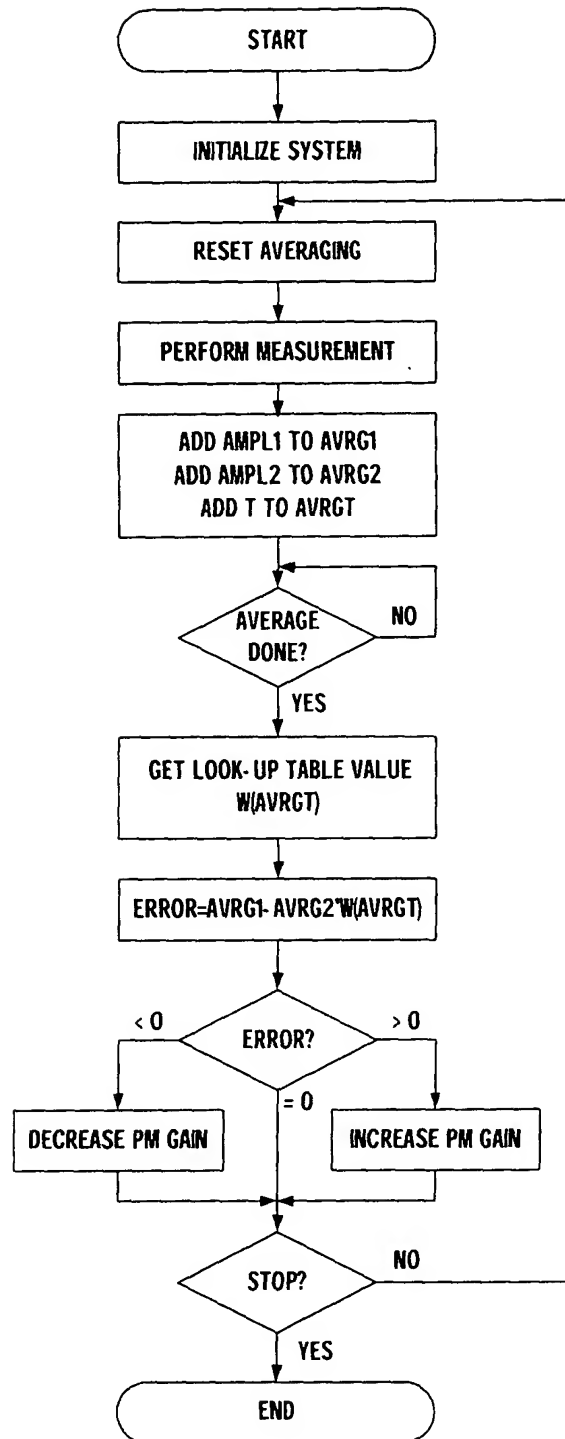 START
INITIALIZE SYSTEM
RESET AVERAGING
PERFORM MEASUREMENT
ADD AMPL1 TO AVRG1
ADD AMPL2 TO AVRG2
ADD T TO AVRGT
AVERAGE
DONE?
NO
YES
GET LOOK-UP TABLE VALUE
W(AVRGT)
ERROR=AVRG1-AVRG2*W(AVRGT)
< 0
ERROR?
> 0
= 0
DECREASE PM GAIN
INCREASE PM GAIN
STOP?
NO
YES
END